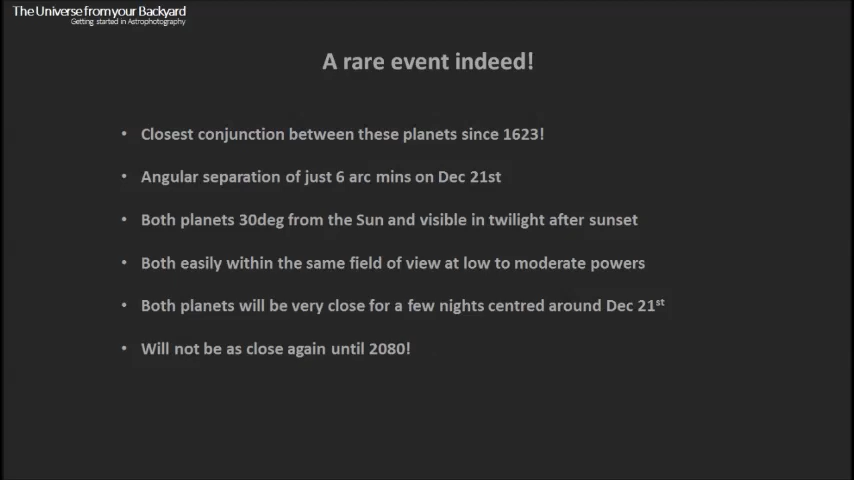 The Universe from your Backyard
Getting started in Astrophotography
A rare event indeed!
• Closest conjunction between these planets since 1623!
• Angular separation of just 6 arc mins on Dec 21st
• Both planets 30deg from the Sun and visible in twilight after sunset
• Both easily within the same field of view at low to moderate powers
• Both planets will be very close for a few nights centred around Dec 21st
• Will not be as close again until 2080!